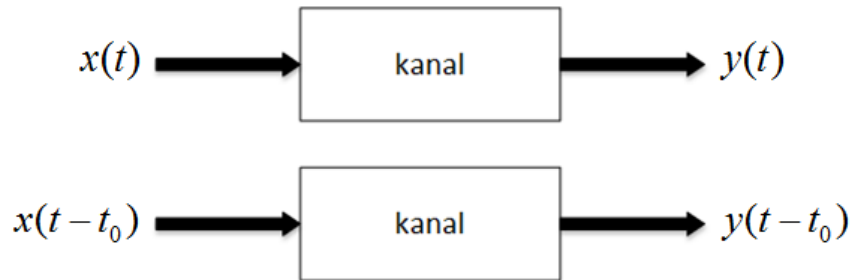 x(t) kanal y(t)
x(t − t₀) kanal y(t − t₀)